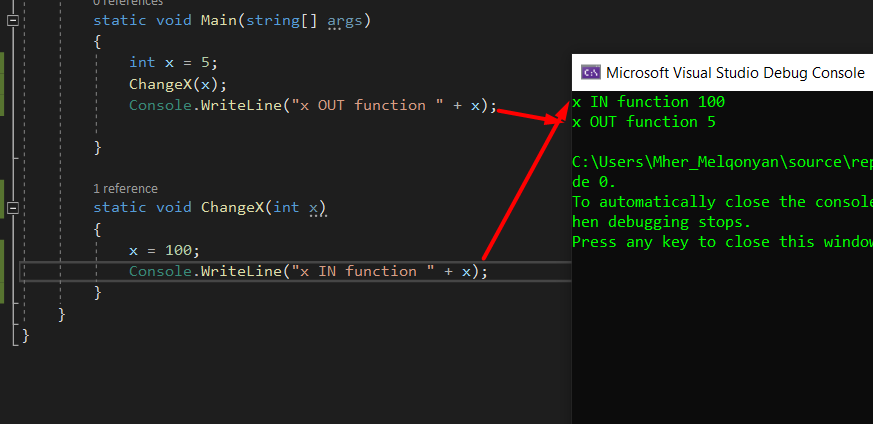 0 references
static void Main(string[] args)
{
int x = 5;
ChangeX(x);
Console.WriteLine("x OUT function " + x);
}
1 reference
static void ChangeX(int x)
{
x = 100;
Console.WriteLine("x IN function " + x);
}
}
}
C:\ Microsoft Visual Studio Debug Console
x IN function 100
x OUT function 5
C:\Users\Mher_Melqonyan\source\rep
de 0.
To automatically close the console
hen debugging stops.
Press any key to close this window